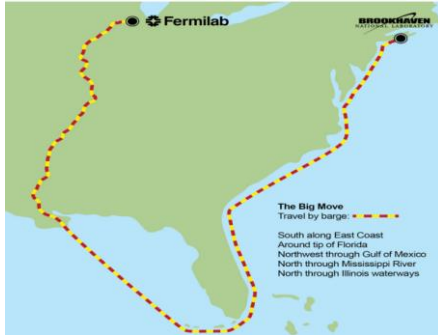 Fermilab
BROOKHAVEN
NATIONAL LABORATORY
The Big Move
Travel by barge:
South along East Coast
Around tip of Florida
Northwest through Gulf of Mexico
North through Mississippi River
North through Illinois waterways